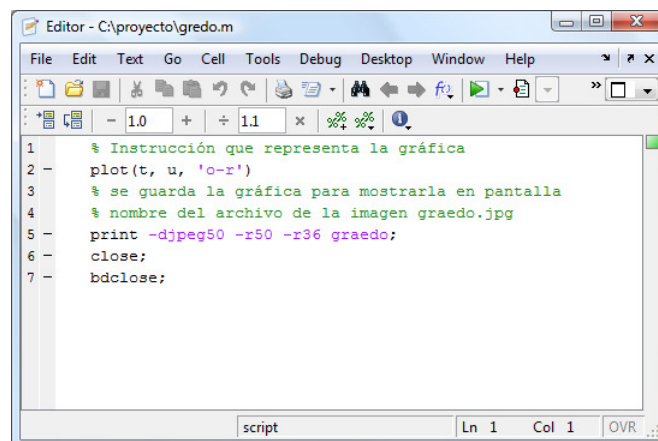 Editor - C:\proyecto\gredo.m
File Edit Text Go Cell Tools Debug Desktop Window Help
- 1.0 + ÷ 1.1 ×
1 % Instrucción que representa la gráfica
2 - plot(t, u, 'o-r')
3 % se guarda la gráfica para mostrarla en pantalla
4 % nombre del archivo de la imagen graedo.jpg
5 - print -djpeg50 -r50 -r36 graedo;
6 - close;
7 - bdclose;
script Ln 1 Col 1 OVR